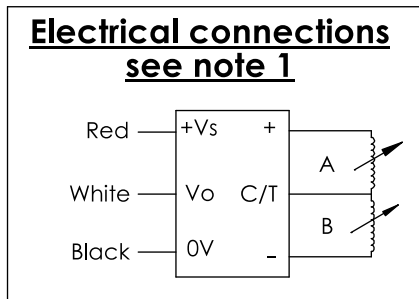 Electrical connections
see note 1
Red +Vs +
A
White Vo C/T
B
Black 0V -